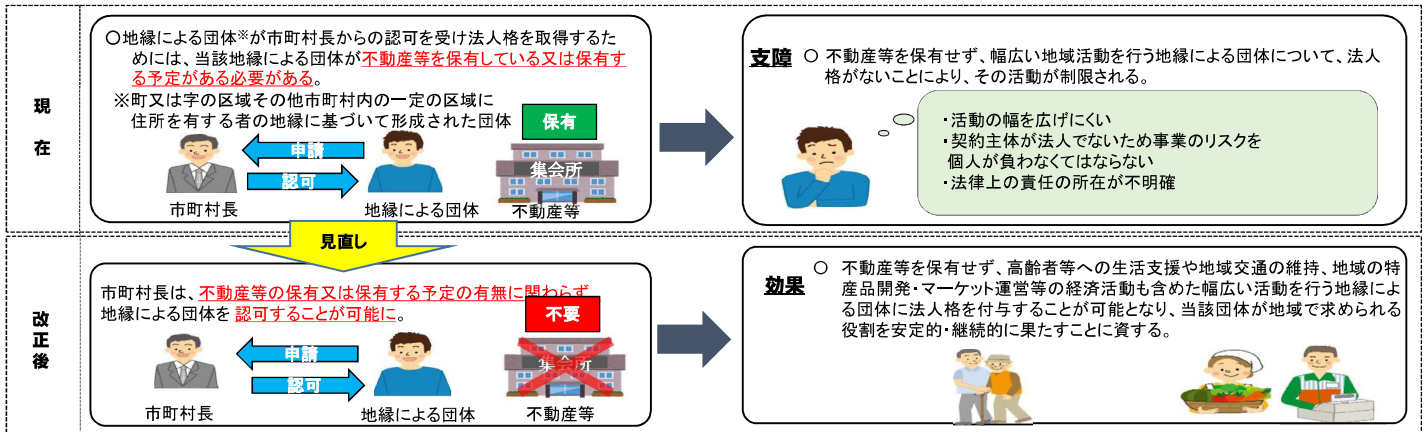 現
在
○地縁による団体※が市町村長からの認可を受け法人格を取得するた
めには、当該地縁による団体が不動産等を保有している又は保有す
る予定がある必要がある。
※町又は字の区域その他市町村内の一定の区域に
住所を有する者の地縁に基づいて形成された団体
保有
申請
認可
集会所
市町村長
地縁による団体
不動産等
支障
○ 不動産等を保有せず、幅広い地域活動を行う地縁による団体について、法人
格がないことにより、その活動が制限される。
・活動の幅を広げにくい
・契約主体が法人でないため事業のリスクを
個人が負わなくてはならない
・法律上の責任の所在が不明確
見直し
改
正
後
市町村長は、不動産等の保有又は保有する予定の有無に関わらず
地縁による団体を認可することが可能に。
不要
申請
認可
集会所
市町村長
地縁による団体
不動産等
効果
○ 不動産等を保有せず、高齢者等への生活支援や地域交通の維持、地域の特
産品開発・マーケット運営等の経済活動も含めた幅広い活動を行う地縁によ
る団体に法人格を付与することが可能となり、当該団体が地域で求められる
役割を安定的・継続的に果たすことに資する。